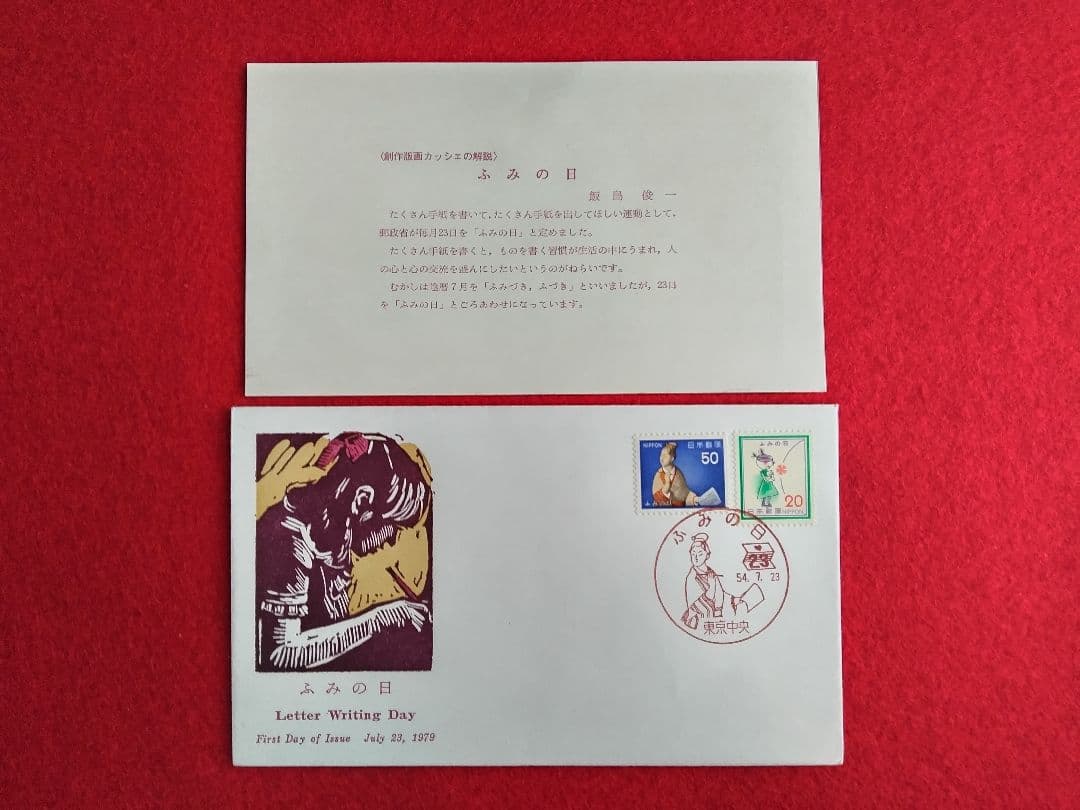 〈創作版画カッシェの解説〉
ふみの日
飯島俊一
たくさん手紙を書いて，たくさん手紙を出してほしい運動として，
郵政省が毎月23日を「ふみの日」と定めました。
たくさん手紙を書くと，ものを書く習慣が生活の中にうまれ，人
の心と心の交流を盛んにしたいというのがねらいです。
むかしは陰暦７月を「ふみづき，ふづき」といいましたが，23日
を「ふみの日」とごろあわせになっています。
NIPPON 日本郵便
50
ふみの日
ふみの日
20
日本郵便 NIPPON
ふみの日
23
54. 7. 23
東京中央
ふみの日
Letter Writing Day
First Day of Issue July 23, 1979